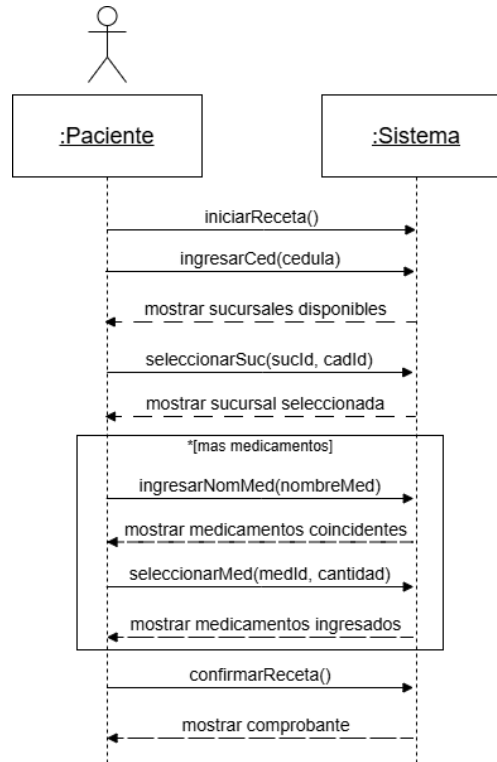 :Paciente
:Sistema
iniciarReceta()
ingresarCed(cedula)
mostrar sucursales disponibles
seleccionarSuc(sucId, cadId)
mostrar sucursal seleccionada
*[mas medicamentos]
ingresarNomMed(nombreMed)
mostrar medicamentos coincidentes
seleccionarMed(medId, cantidad)
mostrar medicamentos ingresados
confirmarReceta()
mostrar comprobante